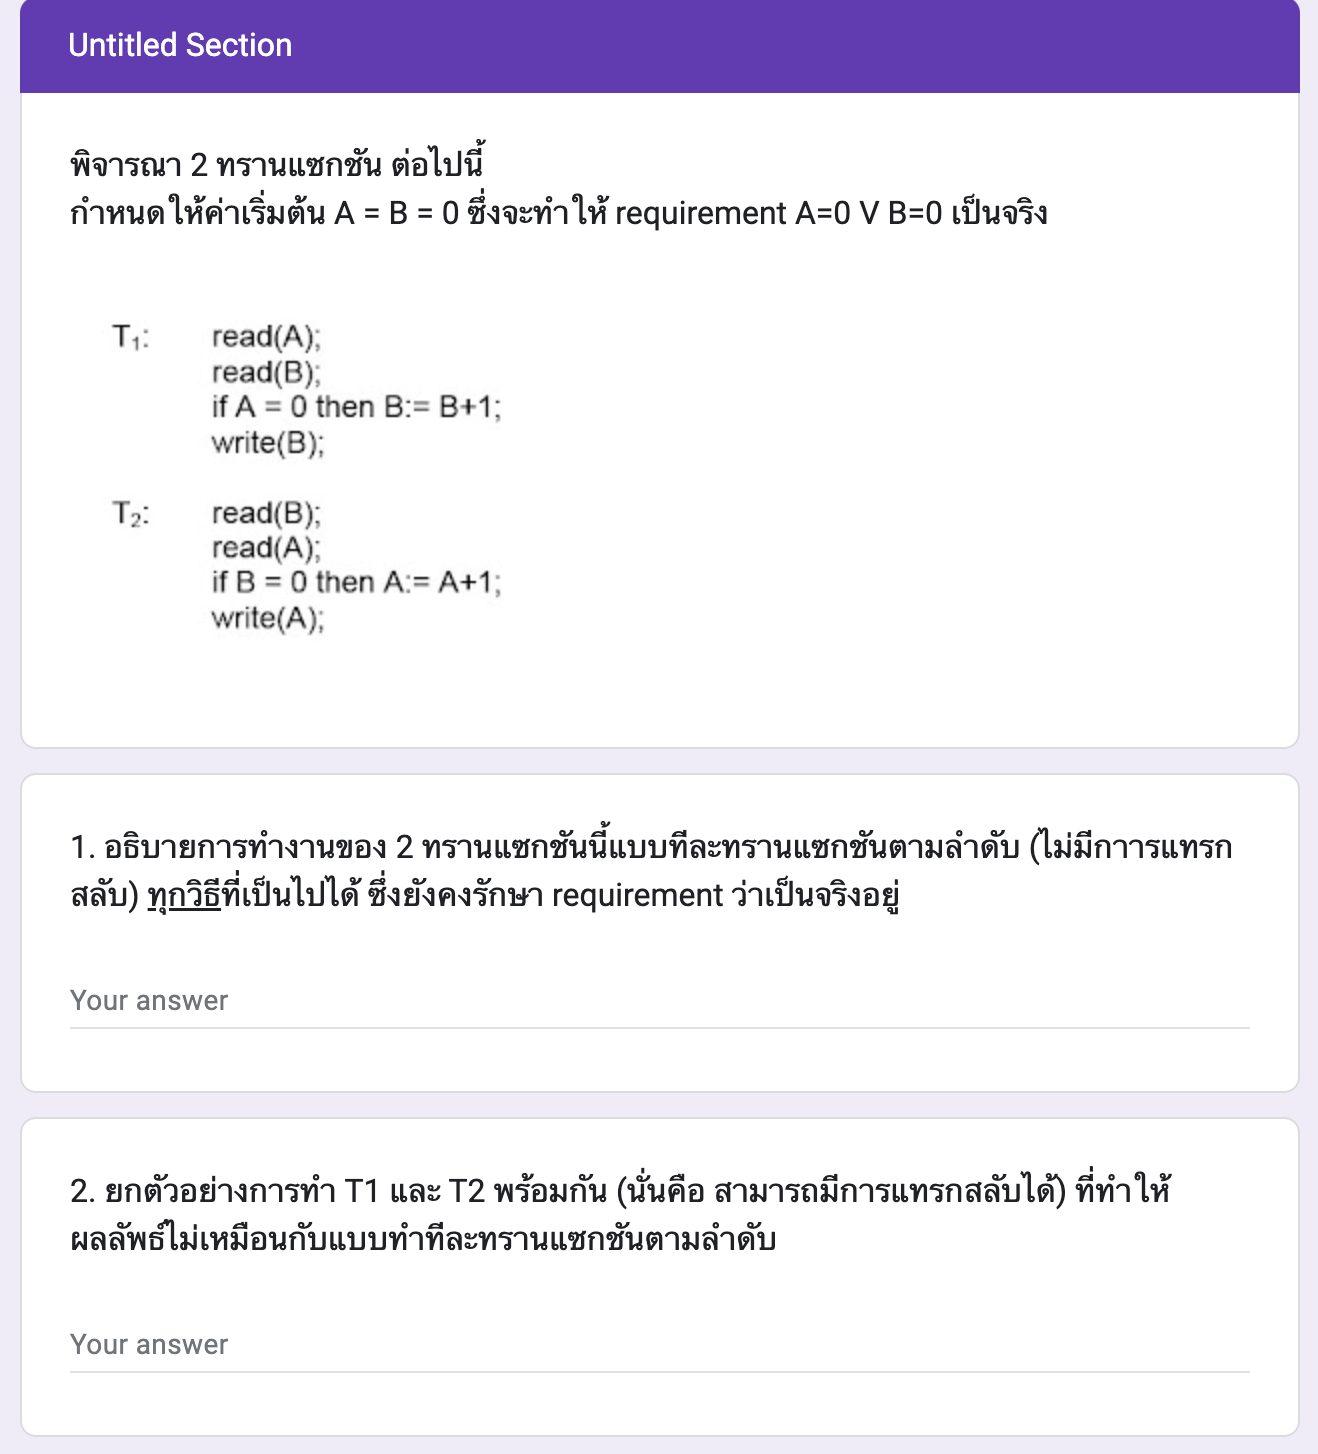 Untitled Section
พิจารณา 2 ทรานแซกชัน ต่อไปนี้
กำหนดให้ค่าเริ่มต้น A = B = 0 ซึ่งจะทำให้ requirement A=0 V B=0 เป็นจริง
T₁: read(A);
read(B);
if A = 0 then B:= B+1;
write(B);
T₂: read(B);
read(A);
if B = 0 then A:= A+1;
write(A);
1. อธิบายการทำงานของ 2 ทรานแซกชันนี้แบบทีละทรานแซกชันตามลำดับ (ไม่มีกาารแทรก
สลับ) ทุกวิธีที่เป็นไปได้ ซึ่งยังคงรักษา requirement ว่าเป็นจริงอยู่
Your answer
2. ยกตัวอย่างการทำ T1 และ T2 พร้อมกัน (นั่นคือ สามารถมีการแทรกสลับได้) ที่ทำให้
ผลลัพธ์ไม่เหมือนกับแบบทำทีละทรานแซกชันตามลำดับ
Your answer